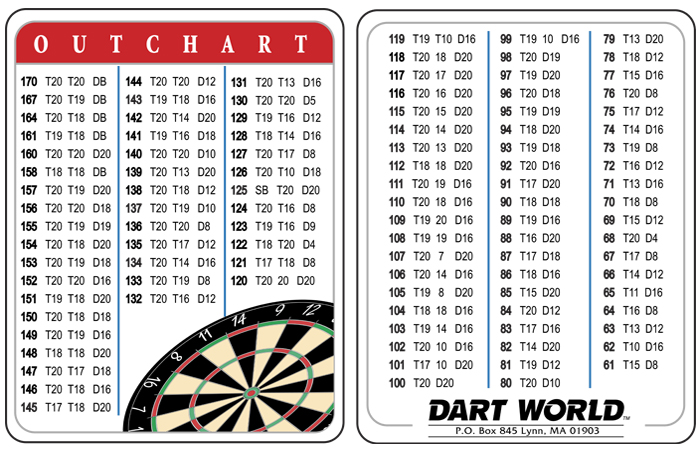 OUTCHART
170 T20 T20 DB
167 T20 T19 DB
164 T20 T18 DB
161 T19 T18 DB
160 T20 T20 D20
158 T18 T18 DB
157 T20 T19 D20
156 T20 T20 D18
155 T20 T19 D19
154 T20 T18 D20
153 T20 T19 D18
152 T20 T20 D16
151 T19 T18 D20
150 T20 T18 D18
149 T20 T19 D16
148 T18 T18 D20
147 T20 T17 D18
146 T20 T18 D16
145 T17 T18 D20
144 T20 T20 D12
143 T19 T18 D16
142 T20 T14 D20
141 T19 T16 D18
140 T20 T20 D10
139 T20 T13 D20
138 T20 T18 D12
137 T20 T19 D10
136 T20 T20 D8
135 T20 T17 D12
134 T20 T14 D16
133 T20 T19 D8
132 T20 T16 D12
131 T20 T13 D16
130 T20 T20 D5
129 T19 T16 D12
128 T18 T14 D16
127 T20 T17 D8
126 T20 T10 D18
125 SB T20 D20
124 T20 T16 D8
123 T19 T16 D9
122 T18 T20 D4
121 T17 T18 D8
120 T20 20 D20
7 16 8 11 14 9 12
119 T19 T10 D16
118 T20 18 D20
117 T20 17 D20
116 T20 16 D20
115 T20 15 D20
114 T20 14 D20
113 T20 13 D20
112 T18 18 D20
111 T20 19 D16
110 T20 18 D16
109 T19 20 D16
108 T19 19 D16
107 T20 7 D20
106 T20 14 D16
105 T19 8 D20
104 T18 18 D16
103 T19 14 D16
102 T20 10 D16
101 T17 10 D20
100 T20 D20
99 T19 10 D16
98 T20 D19
97 T19 D20
96 T20 D18
95 T19 D19
94 T18 D20
93 T19 D18
92 T20 D16
91 T17 D20
90 T18 D18
89 T19 D16
88 T16 D20
87 T17 D18
86 T18 D16
85 T15 D20
84 T20 D12
83 T17 D16
82 T14 D20
81 T19 D12
80 T20 D10
79 T13 D20
78 T18 D12
77 T15 D16
76 T20 D8
75 T17 D12
74 T14 D16
73 T19 D8
72 T16 D12
71 T13 D16
70 T18 D8
69 T15 D12
68 T20 D4
67 T17 D8
66 T14 D12
65 T11 D16
64 T16 D8
63 T13 D12
62 T10 D16
61 T15 D8
DART WORLD™
P.O. Box 845 Lynn, MA 01903